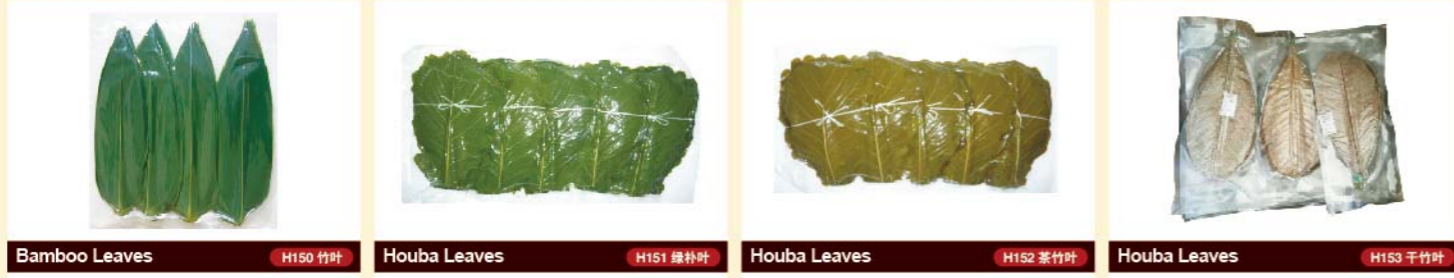 Bamboo Leaves
H150 竹叶
Houba Leaves
H151 绿朴叶
Houba Leaves
H152 茶竹叶
Houba Leaves
H153 干竹叶